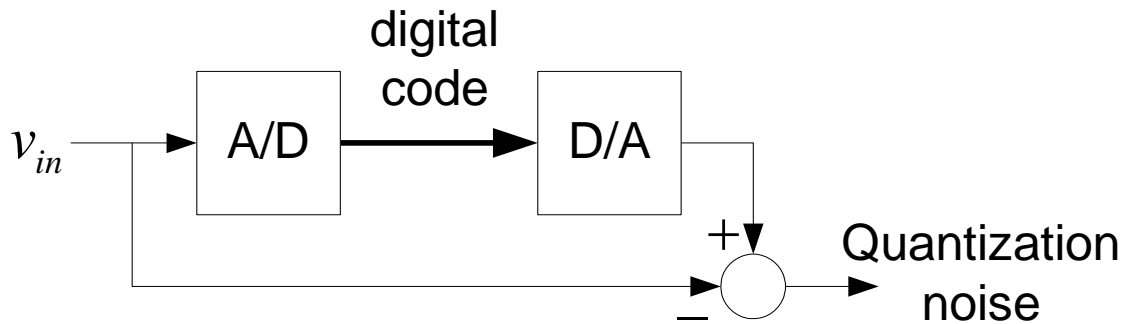 digital
code
v_in
A/D
D/A
+
−
Quantization
noise